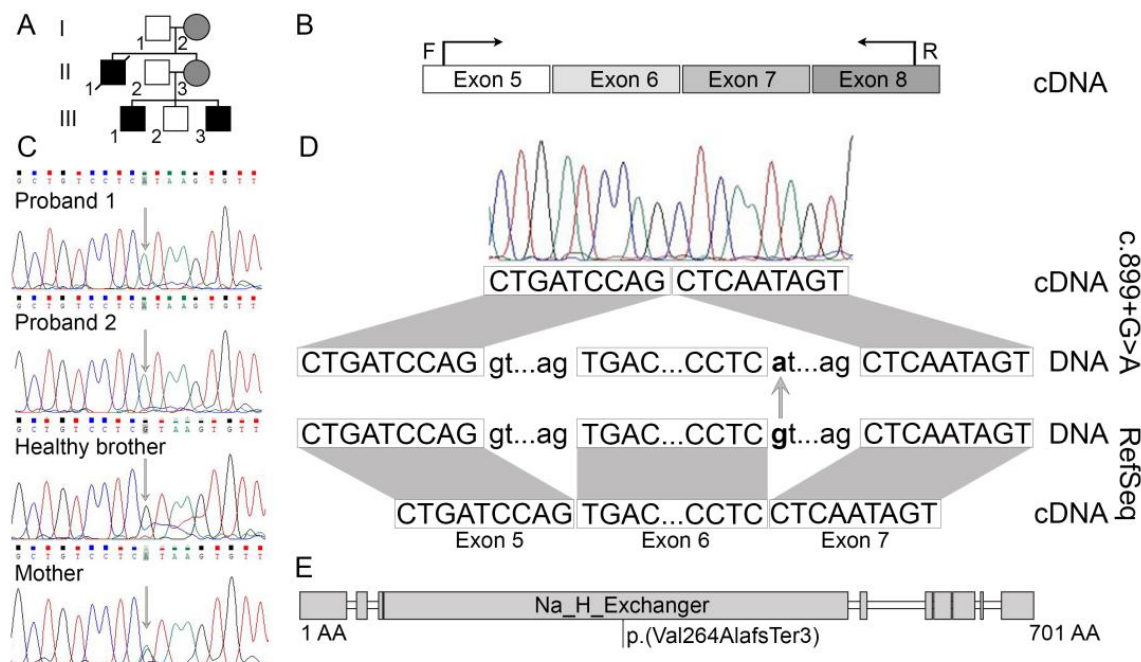 A
I
1 2
II
1 2 3
III
1 2 3
B
F R
Exon 5 Exon 6 Exon 7 Exon 8
cDNA
C
G C T G T C C T C A T A A G T G T T
Proband 1
G C T G T C C T C A T A A G T G T T
Proband 2
G C T G T C C T C G T A A G T G T T
Healthy brother
G C T G T C C T C A T A A G T G T T
Mother
D
CTGATCCAG CTCAATAGT
cDNA
CTGATCCAG gt...ag TGAC...CCTC at...ag CTCAATAGT
DNA
c.899+G>A
CTGATCCAG gt...ag TGAC...CCTC gt...ag CTCAATAGT
DNA
CTGATCCAG TGAC...CCTC CTCAATAGT
cDNA
Exon 5 Exon 6 Exon 7
RefSeq
E
Na_H_Exchanger
1 AA
p.(Val264AlafsTer3)
701 AA